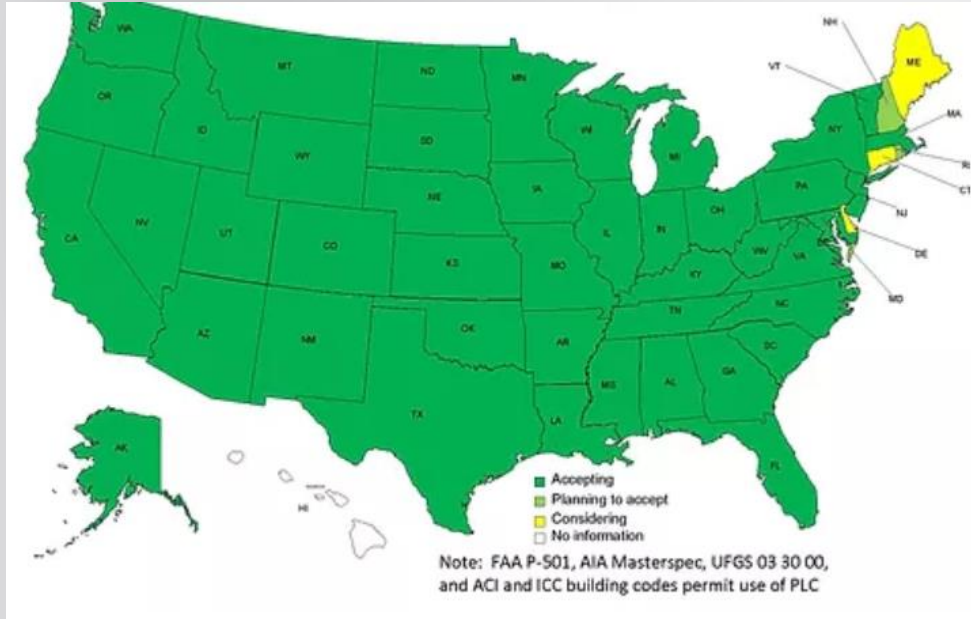 WA
MT
ND
MN
OR
ID
WY
SD
WI
MI
NH
VT
ME
MA
NY
RI
CT
NJ
DE
MD
PA
NV
UT
CO
NE
KS
IA
IL
IN
OH
WV
VA
KY
MO
CA
AZ
NM
OK
AR
TN
NC
SC
MS
AL
GA
LA
TX
FL
AK
HI
Accepting
Planning to accept
Considering
No information
Note: FAA P-501, AIA Masterspec, UFGS 03 30 00,
and ACI and ICC building codes permit use of PLC